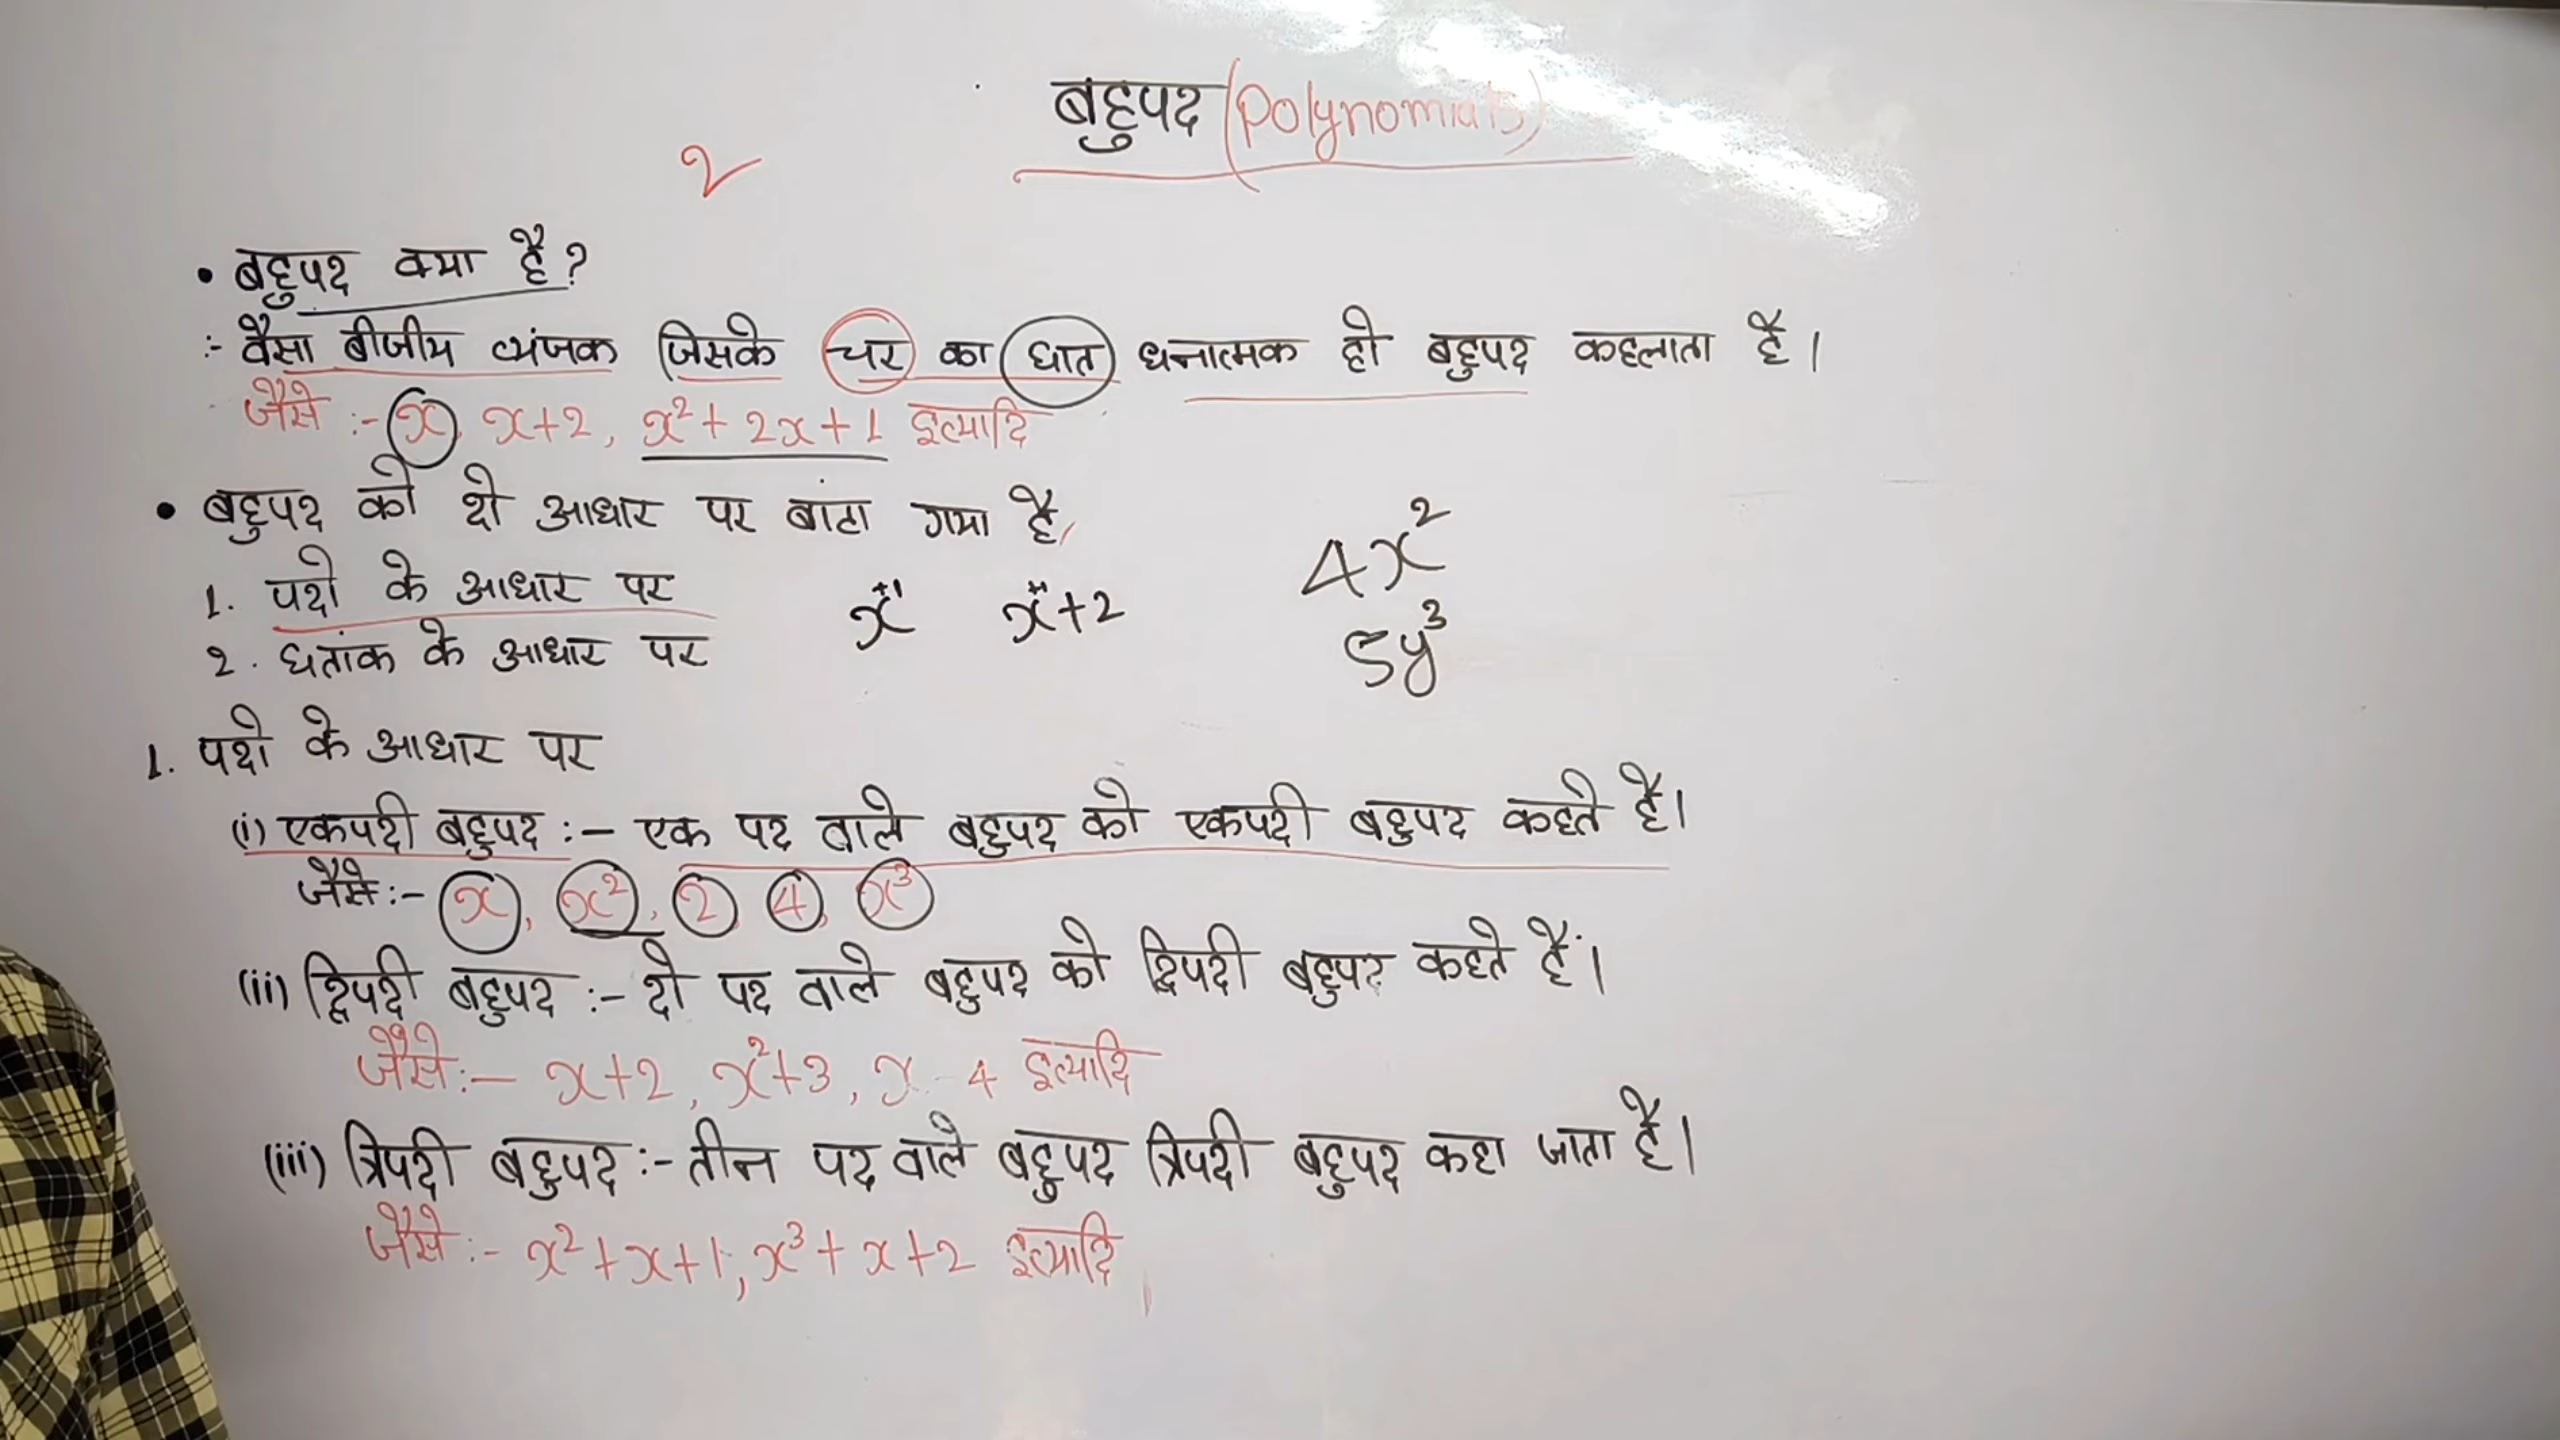 बहुपद (Polynomials)
2
• बहुपद क्या है?
:- वैसा बीजीय व्यंजक जिसके चर का घात धनात्मक हो बहुपद कहलाता है।
जैसे :- x, x+2, x²+2x+1 इत्यादि
• बहुपद को दो आधार पर बांटा गया है,
1. पदो के आधार पर
2. घतांक के आधार पर
x⁺¹ x⁺¹+2
4x²
5y³
1. पदो के आधार पर
(i) एकपदी बहुपद :- एक पद वाले बहुपद को एकपदी बहुपद कहते है।
जैसे :- x, x², 2, 4, x³
(ii) द्विपदी बहुपद :- दो पद वाले बहुपद को द्विपदी बहुपद कहते हैं।
जैसे :- x+2, x²+3, x-4 इत्यादि
(iii) त्रिपदी बहुपद :- तीन पद वाले बहुपद त्रिपदी बहुपद कहा जाता है।
जैसे :- x²+x+1, x³+x+2 इत्यादि